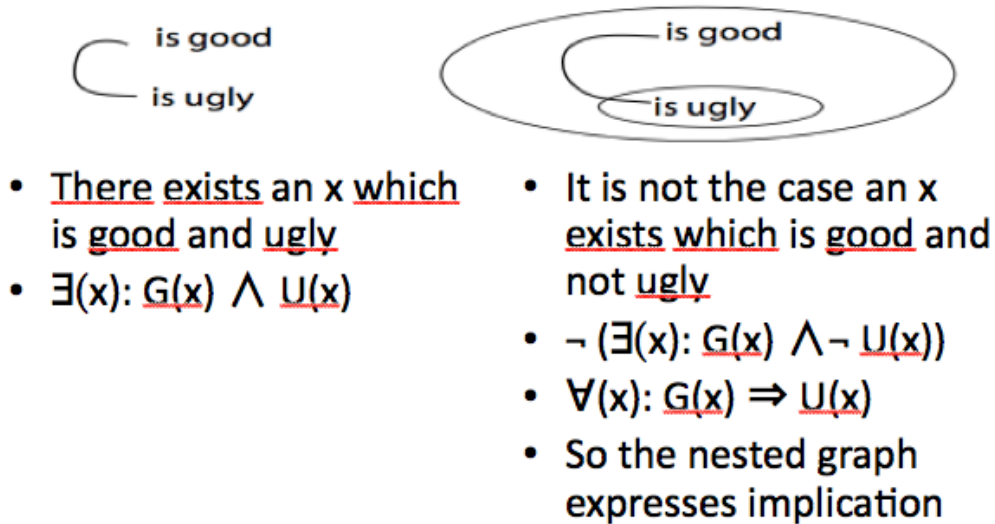 is good
is ugly
• There exists an x which
is good and ugly
• ∃(x): G(x) ∧ U(x)
is good
is ugly
• It is not the case an x
exists which is good and
not ugly
• ¬ (∃(x): G(x) ∧¬ U(x))
• ∀(x): G(x) ⇒ U(x)
• So the nested graph
expresses implication